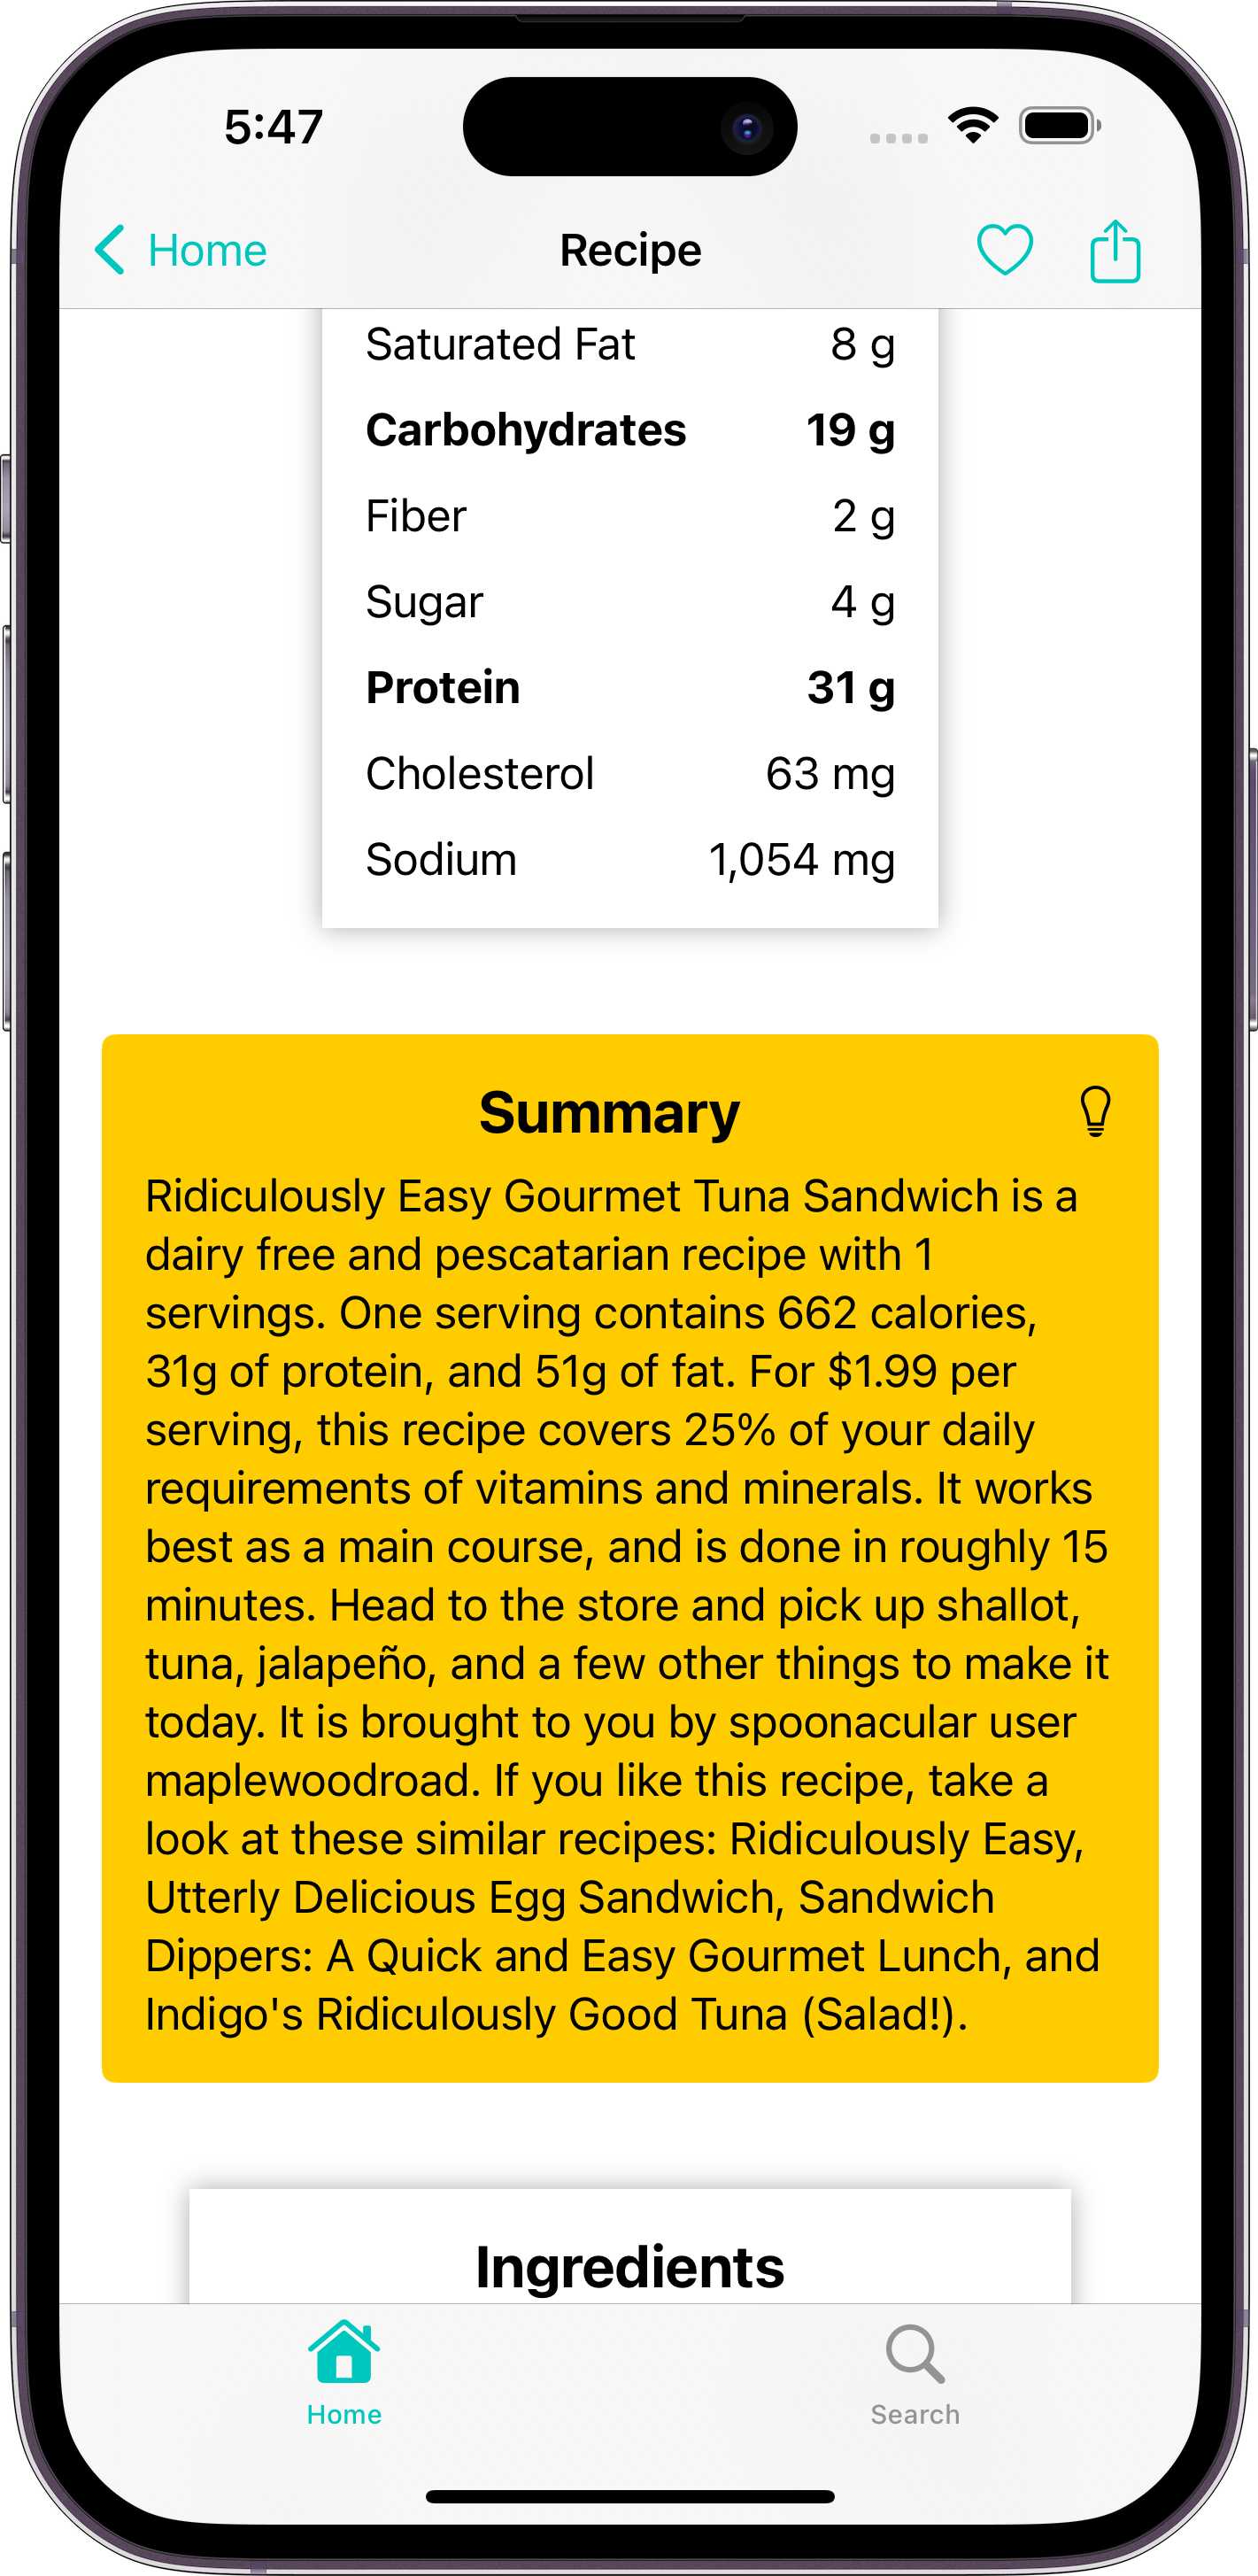 5:47
Home Recipe
Saturated Fat 8 g
Carbohydrates 19 g
Fiber 2 g
Sugar 4 g
Protein 31 g
Cholesterol 63 mg
Sodium 1,054 mg
Summary
Ridiculously Easy Gourmet Tuna Sandwich is a
dairy free and pescatarian recipe with 1
servings. One serving contains 662 calories,
31g of protein, and 51g of fat. For $1.99 per
serving, this recipe covers 25% of your daily
requirements of vitamins and minerals. It works
best as a main course, and is done in roughly 15
minutes. Head to the store and pick up shallot,
tuna, jalapeño, and a few other things to make it
today. It is brought to you by spoonacular user
maplewoodroad. If you like this recipe, take a
look at these similar recipes: Ridiculously Easy,
Utterly Delicious Egg Sandwich, Sandwich
Dippers: A Quick and Easy Gourmet Lunch, and
Indigo's Ridiculously Good Tuna (Salad!).
Ingredients
Home Search